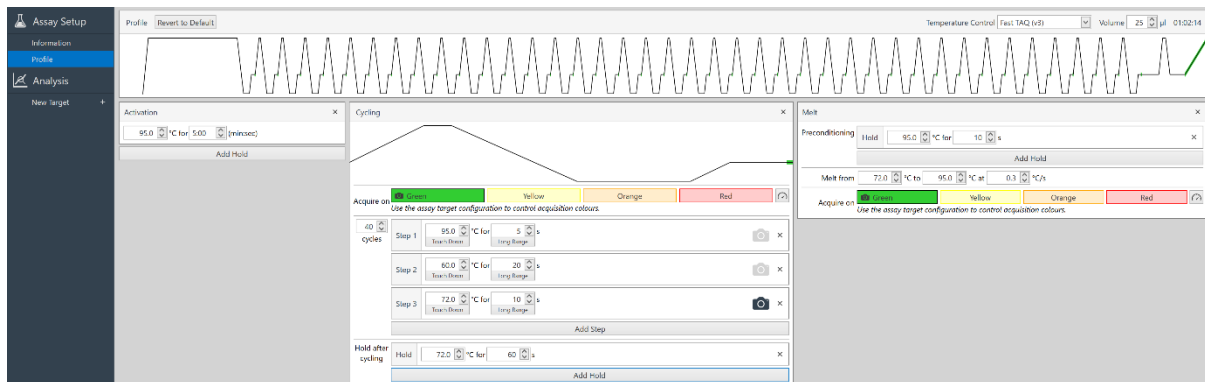 Assay Setup
Information
Profile
Analysis
New Target +
Profile Revert to Default
Temperature Control Fast TAQ (v3) Volume 25 µl 01:02:14
Activation ×
95.0 °C for 5:00 (min:sec)
Add Hold
Cycling ×
Acquire on Green Yellow Orange Red
Use the assay target configuration to control acquisition colours.
40 cycles
Step 1 95.0 °C for 5 s ×
Touch Down Long Range
Step 2 60.0 °C for 20 s ×
Touch Down Long Range
Step 3 72.0 °C for 10 s ×
Touch Down Long Range
Add Step
Hold after cycling Hold 72.0 °C for 60 s ×
Add Hold
Melt ×
Preconditioning Hold 95.0 °C for 10 s ×
Add Hold
Melt from 72.0 °C to 95.0 °C at 0.3 °C/s
Acquire on Green Yellow Orange Red
Use the assay target configuration to control acquisition colours.